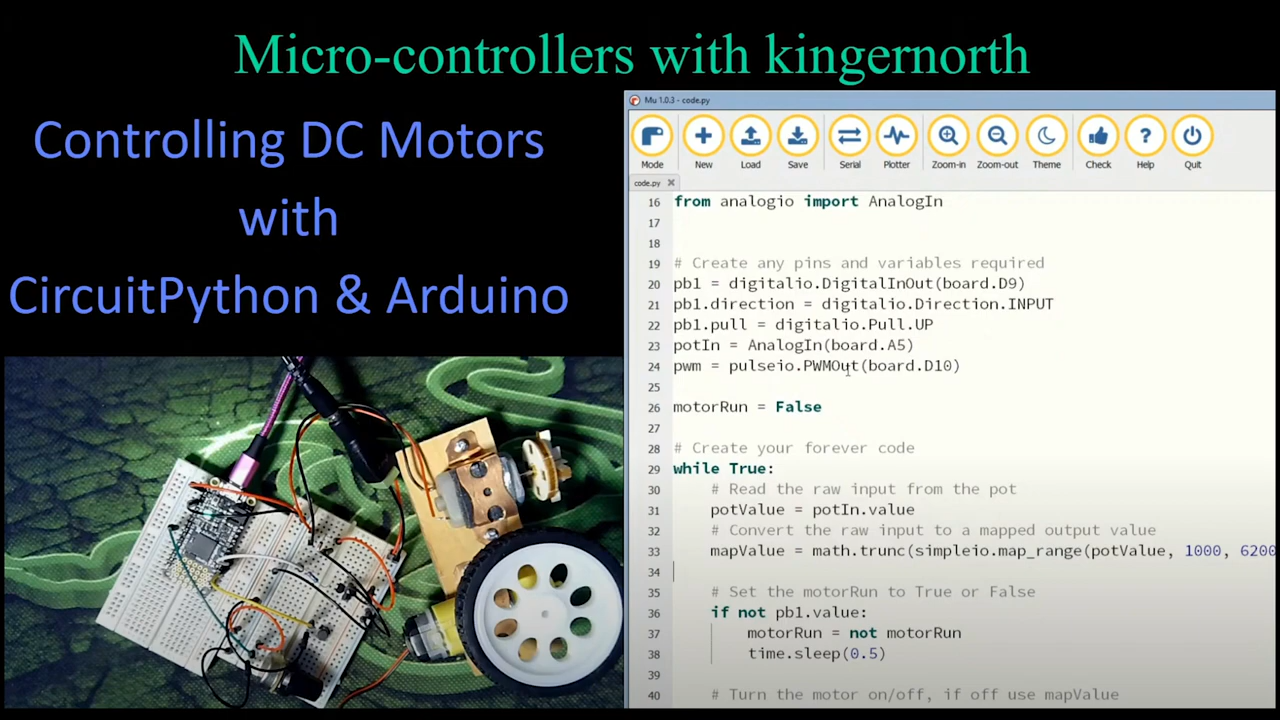 Micro-controllers with kingernorth
Controlling DC Motors
with
CircuitPython & Arduino
Mu 1.0.3 - code.py
Mode New Load Save Serial Plotter Zoom-in Zoom-out Theme Check Help Quit
code.py
16 from analogio import AnalogIn
17
18
19 # Create any pins and variables required
20 pb1 = digitalio.DigitalInOut(board.D9)
21 pb1.direction = digitalio.Direction.INPUT
22 pb1.pull = digitalio.Pull.UP
23 potIn = AnalogIn(board.A5)
24 pwm = pulseio.PWMOut(board.D10)
25
26 motorRun = False
27
28 # Create your forever code
29 while True:
30 # Read the raw input from the pot
31 potValue = potIn.value
32 # Convert the raw input to a mapped output value
33 mapValue = math.trunc(simpleio.map_range(potValue, 1000, 6200
34
35 # Set the motorRun to True or False
36 if not pb1.value:
37 motorRun = not motorRun
38 time.sleep(0.5)
39
40 # Turn the motor on/off, if off use mapValue